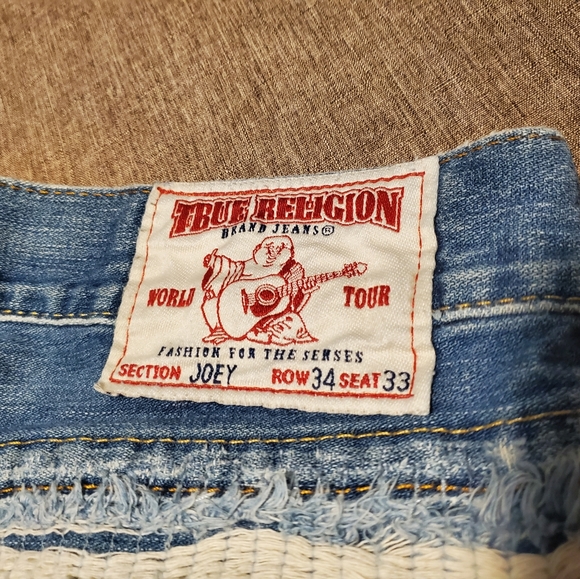 TRUE RELIGION
BRAND JEANS®
WORLD TOUR
FASHION FOR THE SENSES
SECTION JOEY ROW 34 SEAT 33